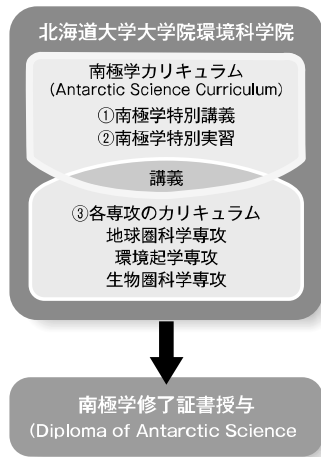 北海道大学大学院環境科学院
南極学カリキュラム
(Antarctic Science Curriculum)
①南極学特別講義
②南極学特別実習
講義
③各専攻のカリキュラム
地球圏科学専攻
環境起学専攻
生物圏科学専攻
南極学修了証書授与
(Diploma of Antarctic Science